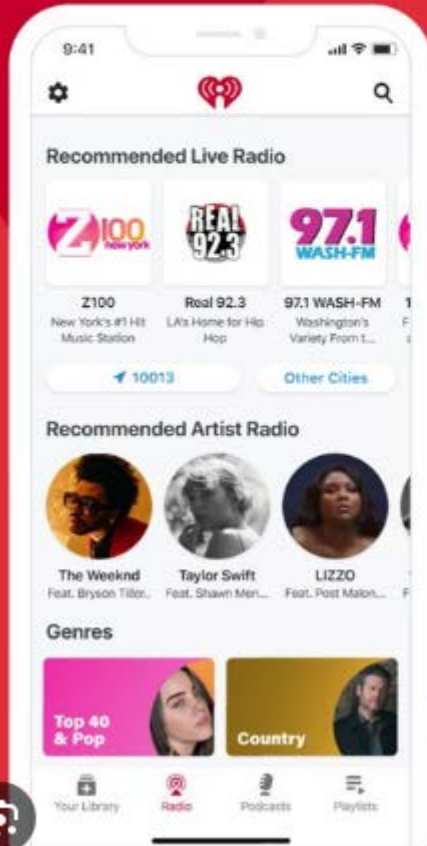 9:41
Recommended Live Radio
Z100
new york
REAL
92.3
97.1
WASH-FM
Z100
New York's #1 Hit
Music Station
Real 92.3
LA's Home for Hip
Hop
97.1 WASH-FM
Washington's
Variety From t...
1
F
10013
Other Cities
Recommended Artist Radio
The Weeknd
Feat. Bryson Tiller..
Taylor Swift
Feat. Shawn Men...
LIZZO
Feat. Post Malon...
F
Genres
Top 40
& Pop
Country
Your Library
Radio
Podcasts
Playlists